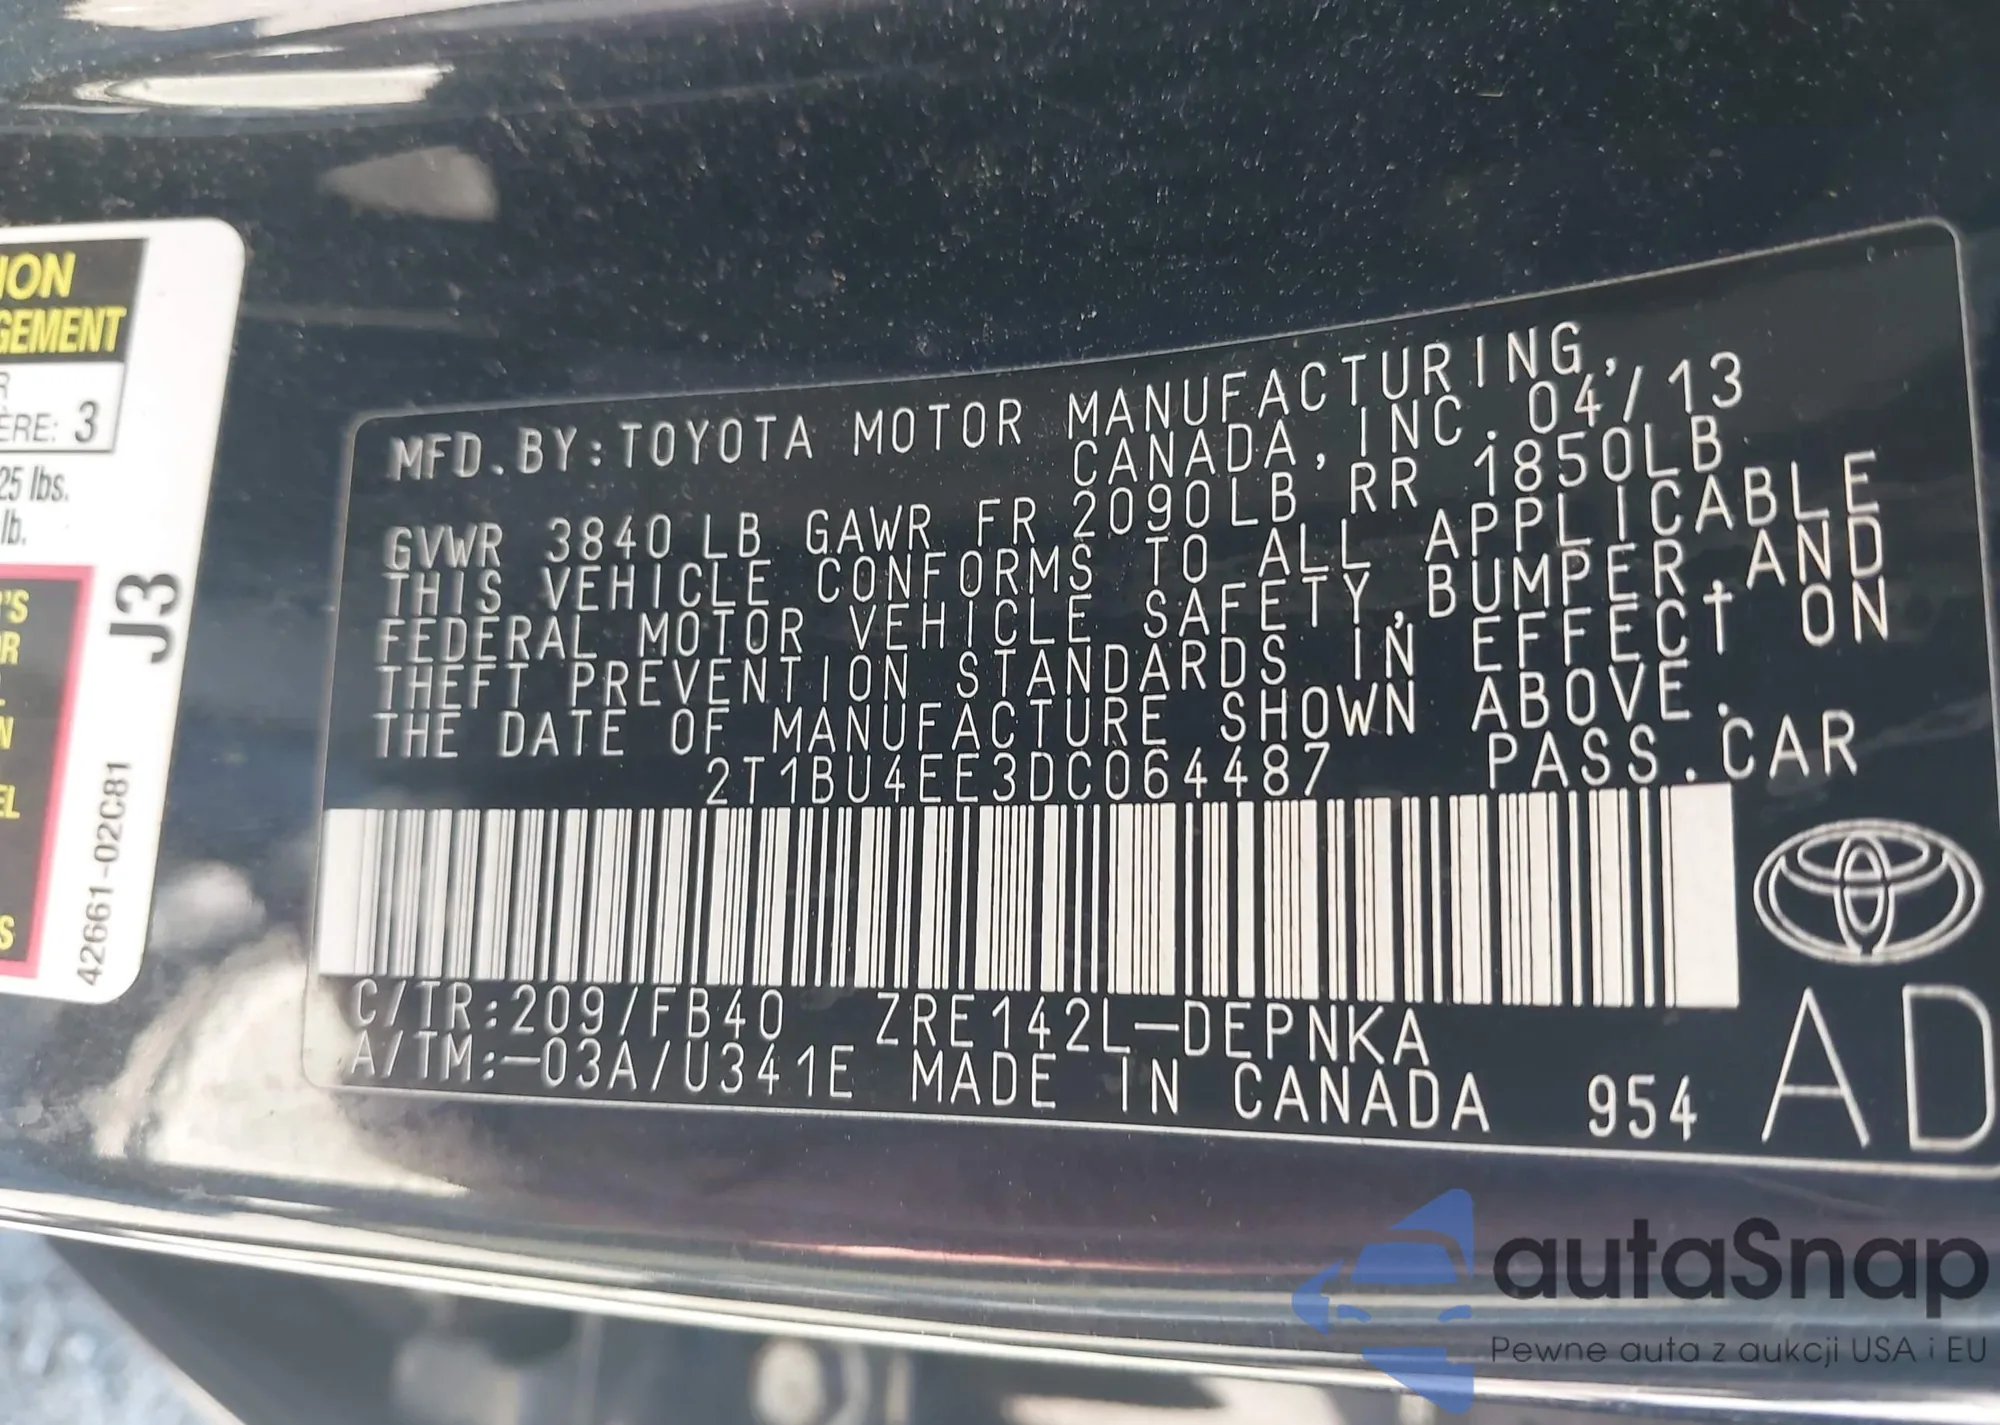 ION
GEMENT
R
ÈRE: 3
25 lbs.
lb.
J3
'S
OR
N
EL
S
42661-02C81
MFD.BY:TOYOTA MOTOR MANUFACTURING,
CANADA, INC. 04/13
GVWR 3840LB GAWR FR 2090LB RR 1850LB
THIS VEHICLE CONFORMS TO ALL APPLICABLE
FEDERAL MOTOR VEHICLE SAFETY,BUMPER,AND
THEFT PREVENTION STANDARDS IN EFFECT ON
THE DATE OF MANUFACTURE SHOWN ABOVE.
2T1BU4EE3DC064487 PASS.CAR
C/TR:209/FB40 ZRE142L-DEPNKA
A/TM:-03A/U341E MADE IN CANADA 954
AD
autaSnap
Pewne auta z aukcji USA i EU